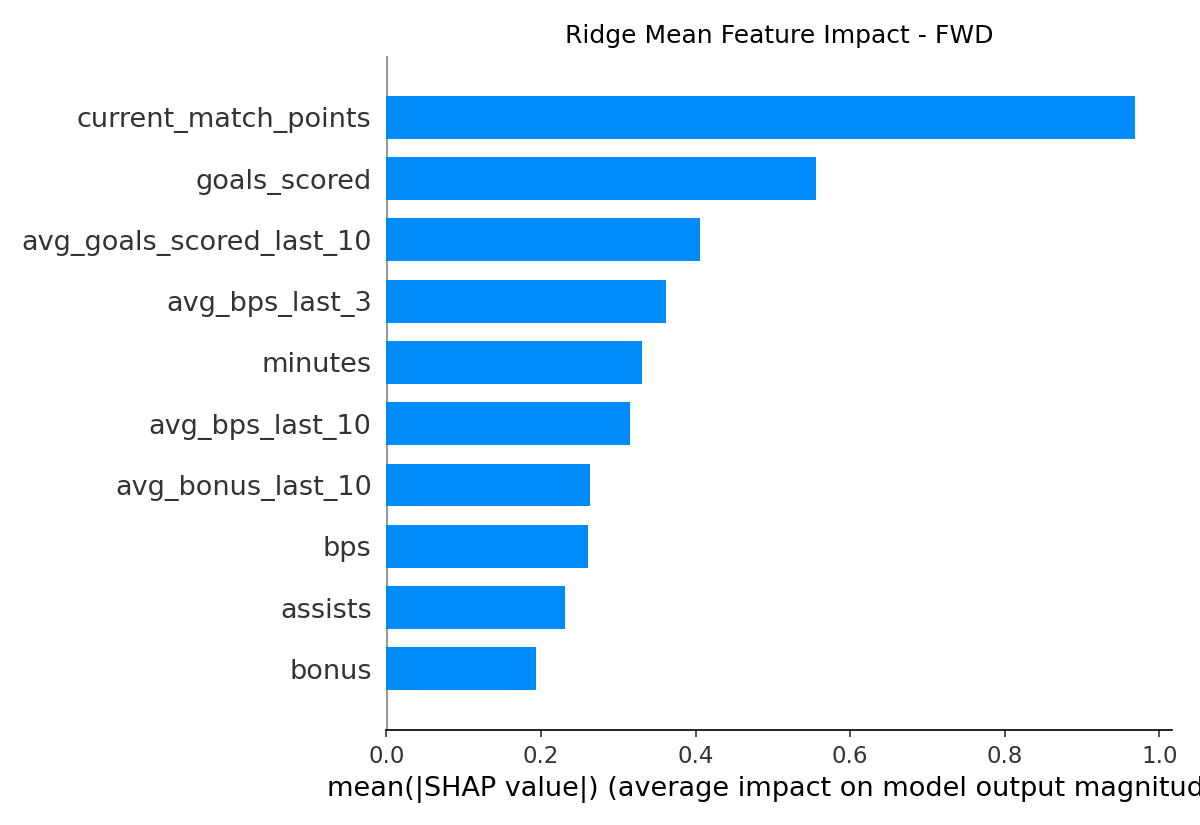 Ridge Mean Feature Impact - FWD
current_match_points
goals_scored
avg_goals_scored_last_10
avg_bps_last_3
minutes
avg_bps_last_10
avg_bonus_last_10
bps
assists
bonus
0.0 0.2 0.4 0.6 0.8 1.0
mean(|SHAP value|) (average impact on model output magnitud